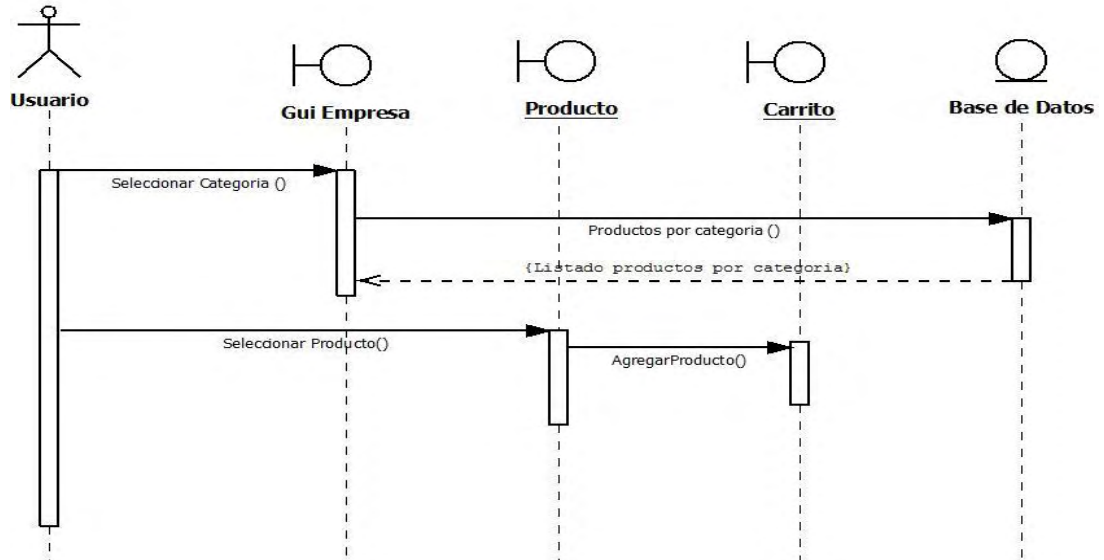 Usuario
Gui Empresa
Producto
Carrito
Base de Datos
Seleccionar Categoria ()
Productos por categoria ()
{Listado productos por categoria}
Seleccionar Producto()
AgregarProducto()